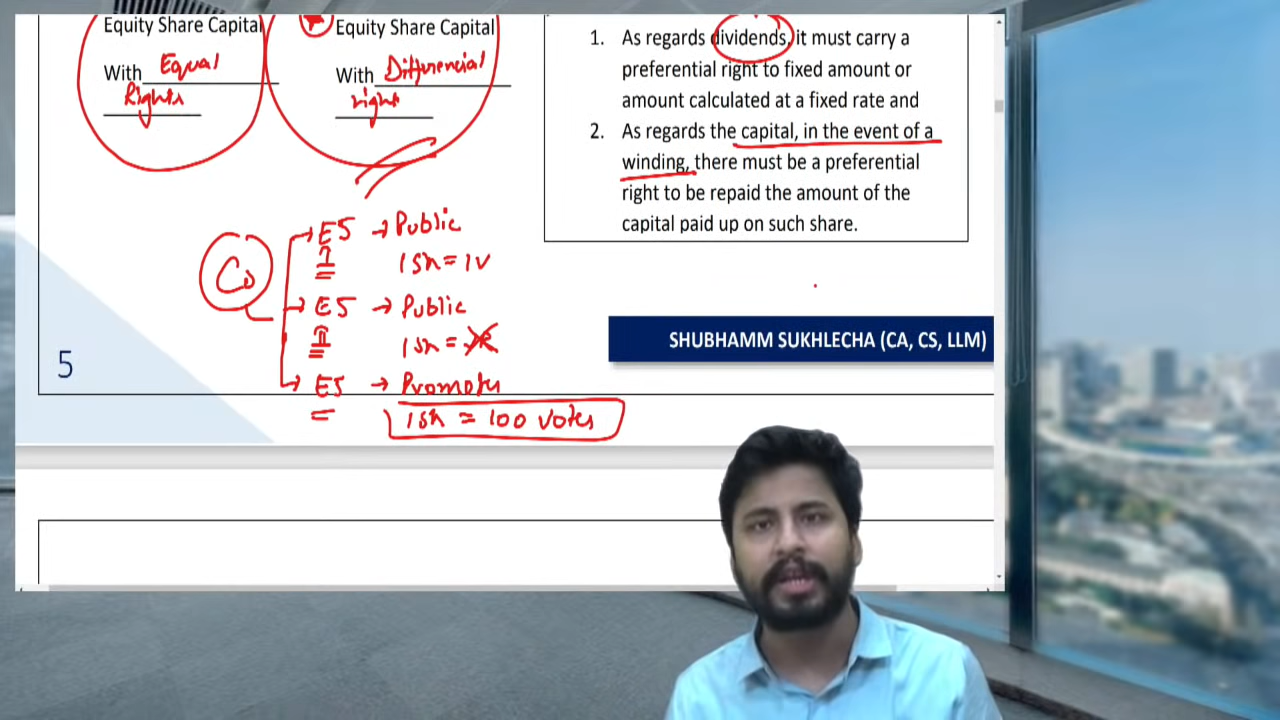 Equity Share Capital
With Equal
Rights
Equity Share Capital
With Differencial
right
1. As regards dividends, it must carry a
preferential right to fixed amount or
amount calculated at a fixed rate and
2. As regards the capital, in the event of a
winding, there must be a preferential
right to be repaid the amount of the
capital paid up on such share.
Co
ES → Public
I 1 Sh = 1V
ES → Public
II 1 Sh =
ES → Promoter
1 Sh = 100 votes
SHUBHAMM SUKHLECHA (CA, CS, LLM)
5